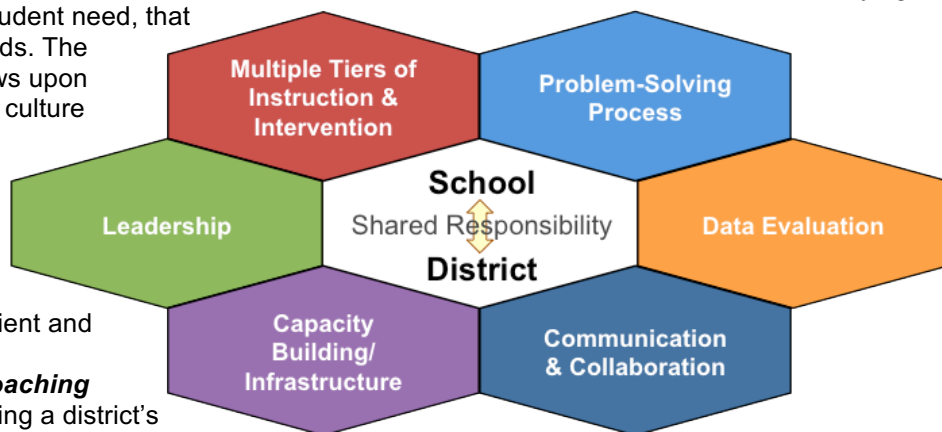 udent need, that
ds. The
ws upon
culture
Multiple Tiers of
Instruction &
Intervention
Problem-Solving
Process
Leadership
School
Shared Responsibility
District
Data Evaluation
Capacity
Building/
Infrastructure
Communication
& Collaboration
ient and
oaching
ing a district’s